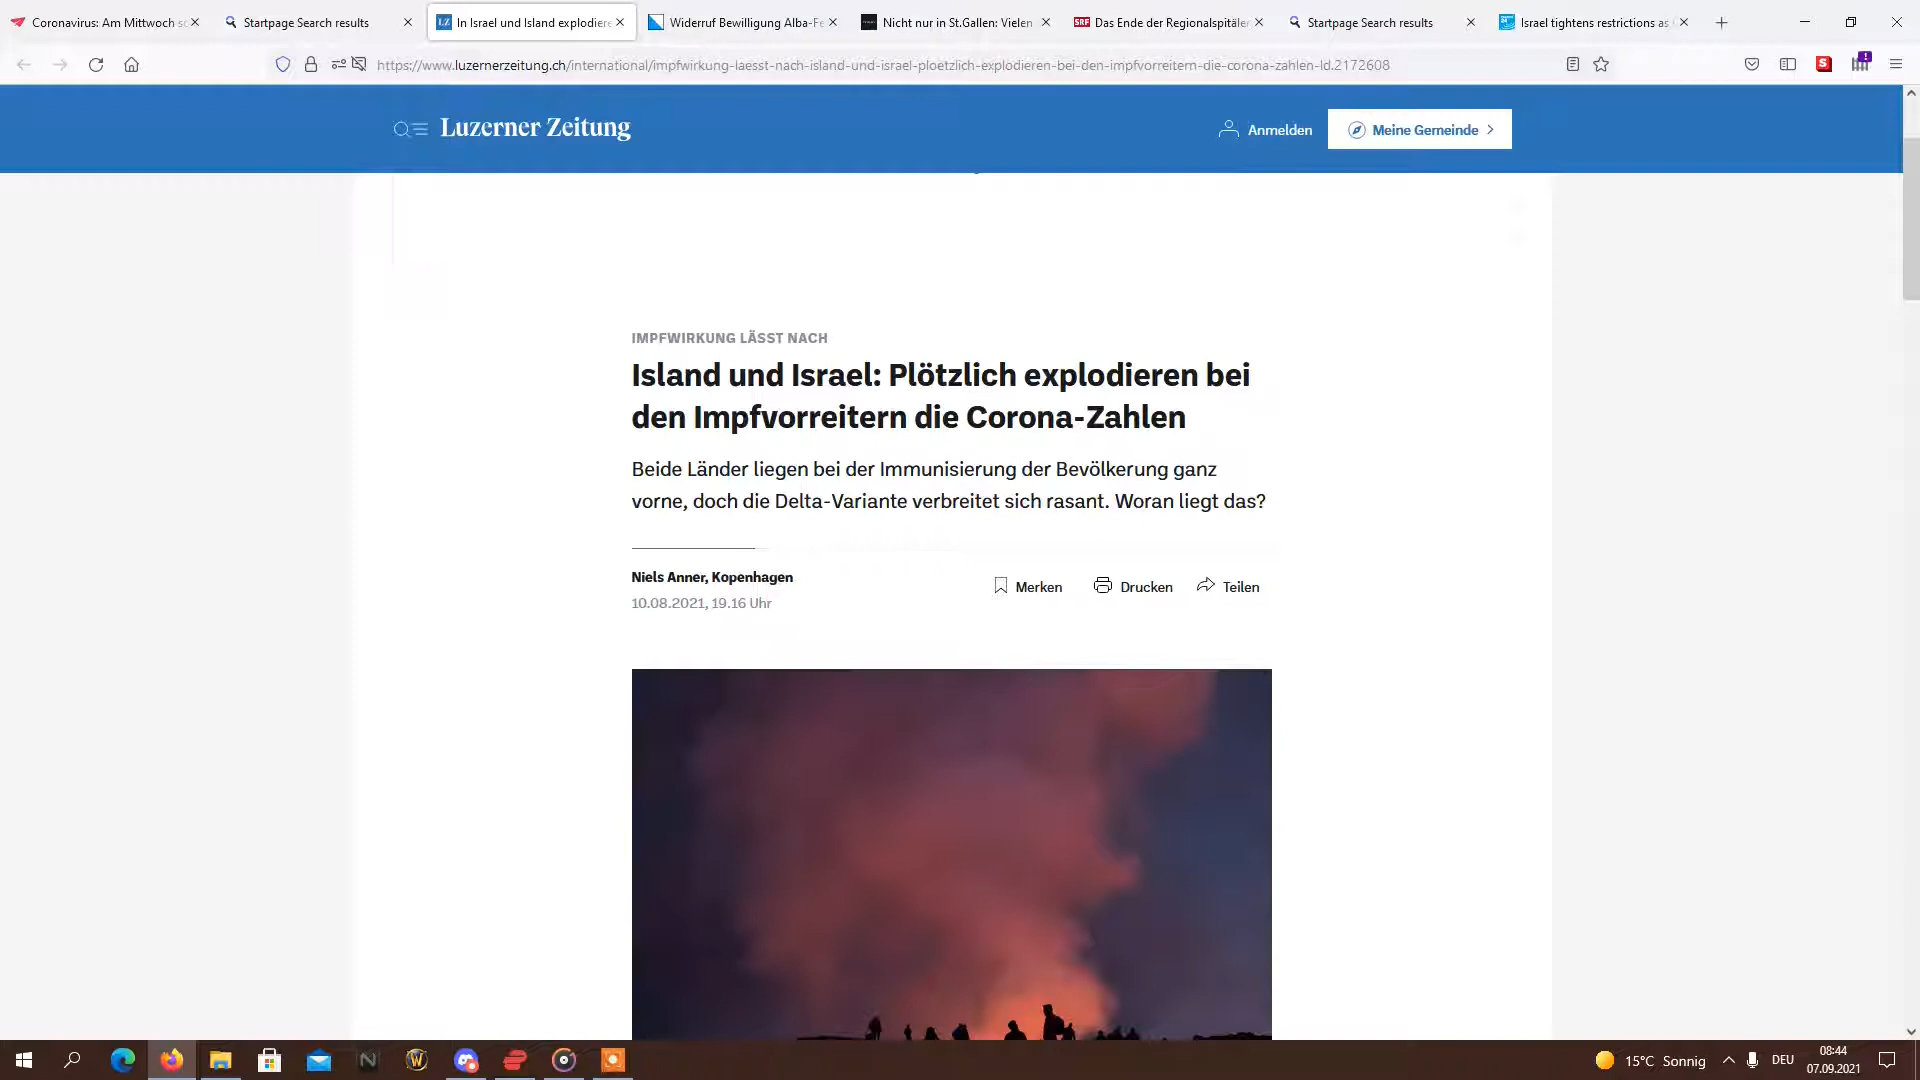 Coronavirus: Am Mittwoch so
Startpage Search results
In Israel und Island explodiere
Widerruf Bewilligung Alba-Fe
Nicht nur in St.Gallen: Vielen
Das Ende der Regionalspitäler
Startpage Search results
Israel tightens restrictions as
https://www.luzernerzeitung.ch/international/impfwirkung-laesst-nach-island-und-israel-ploetzlich-explodieren-bei-den-impfvorreitern-die-corona-zahlen-ld.2172608
Luzerner Zeitung
Anmelden
Meine Gemeinde
IMPFWIRKUNG LÄSST NACH
Island und Israel: Plötzlich explodieren bei
den Impfvorreitern die Corona-Zahlen
Beide Länder liegen bei der Immunisierung der Bevölkerung ganz
vorne, doch die Delta-Variante verbreitet sich rasant. Woran liegt das?
Niels Anner, Kopenhagen
10.08.2021, 19.16 Uhr
Merken
Drucken
Teilen
15°C Sonnig
DEU
08:44
07.09.2021